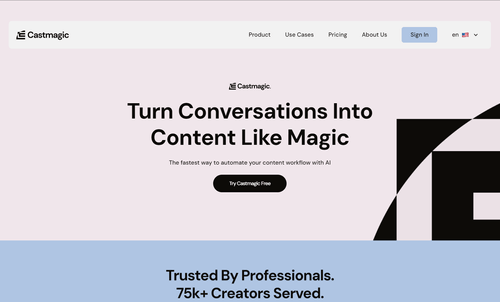 Castmagic
Product
Use Cases
Pricing
About Us
Sign In
en
Castmagic.
Turn Conversations Into
Content Like Magic
The fastest way to automate your content workflow with AI
Try Castmagic Free
Trusted By Professionals.
75k+ Creators Served.